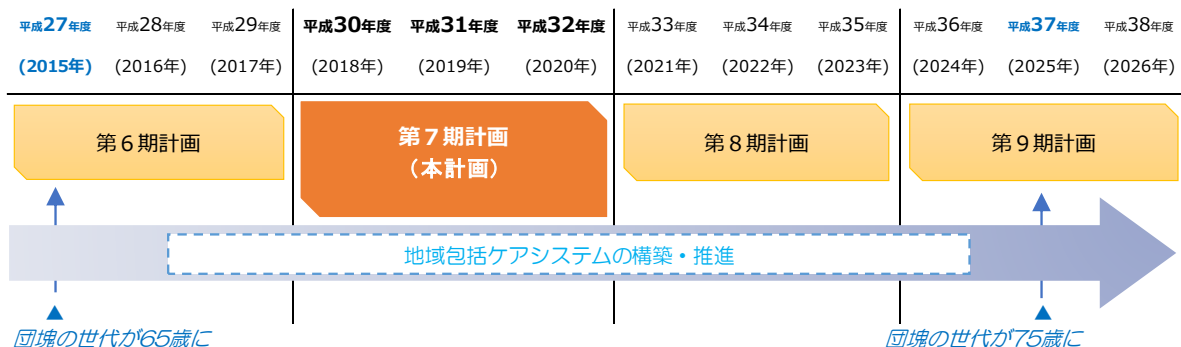 平成27年度 平成28年度 平成29年度 平成30年度 平成31年度 平成32年度 平成33年度 平成34年度 平成35年度 平成36年度 平成37年度 平成38年度
(2015年) (2016年) (2017年) (2018年) (2019年) (2020年) (2021年) (2022年) (2023年) (2024年) (2025年) (2026年)
第6期計画 第7期計画 第8期計画 第9期計画
(本計画)
地域包括ケアシステムの構築・推進
▲ ▲
団塊の世代が65歳に 団塊の世代が75歳に